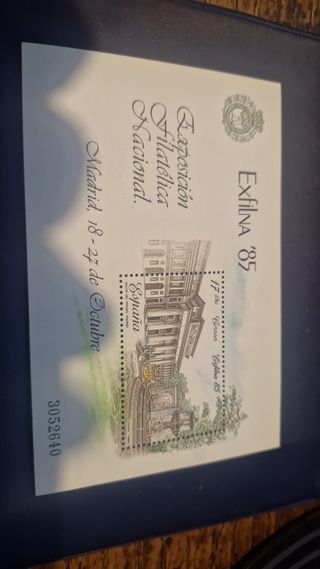 Exfilna '85
Exposición
Filatélica
Nacional.
Madrid, 18 - 27 de Octubre
17 Pta
Correos
Exfilna 85
España
3052640